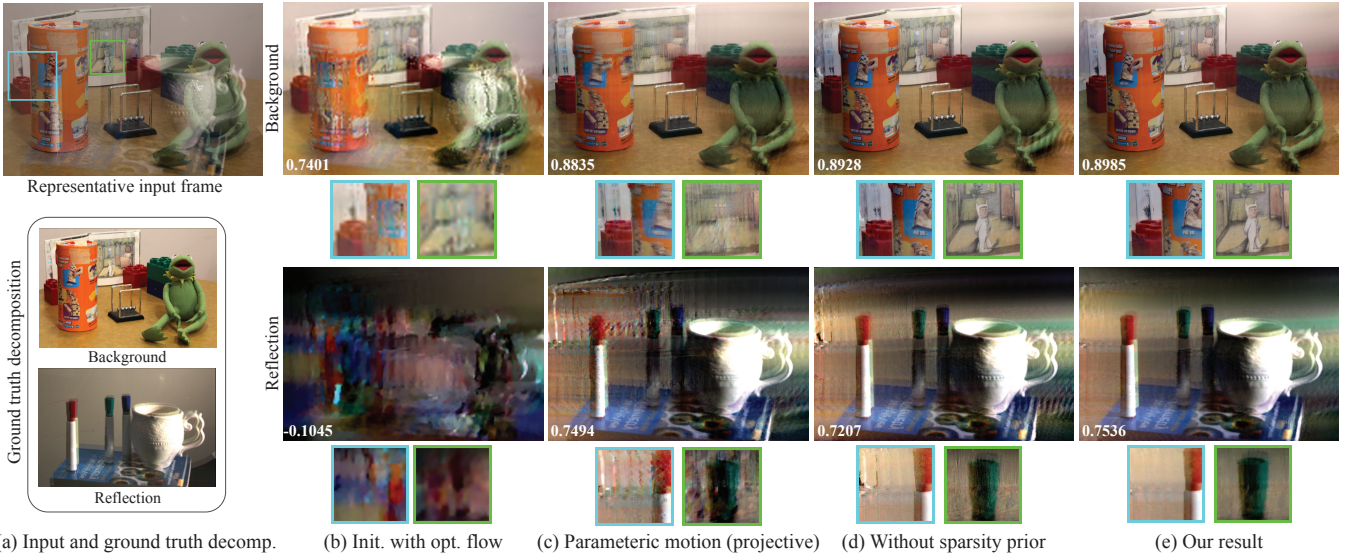 Representative input frame
Ground truth decomposition
Background
Reflection
(a) Input and ground truth decomp.
Background
0.7401
0.8835
0.8928
0.8985
Reflection
-0.1045
0.7494
0.7207
0.7536
(b) Init. with opt. flow
(c) Parameteric motion (projective)
(d) Without sparsity prior
(e) Our result